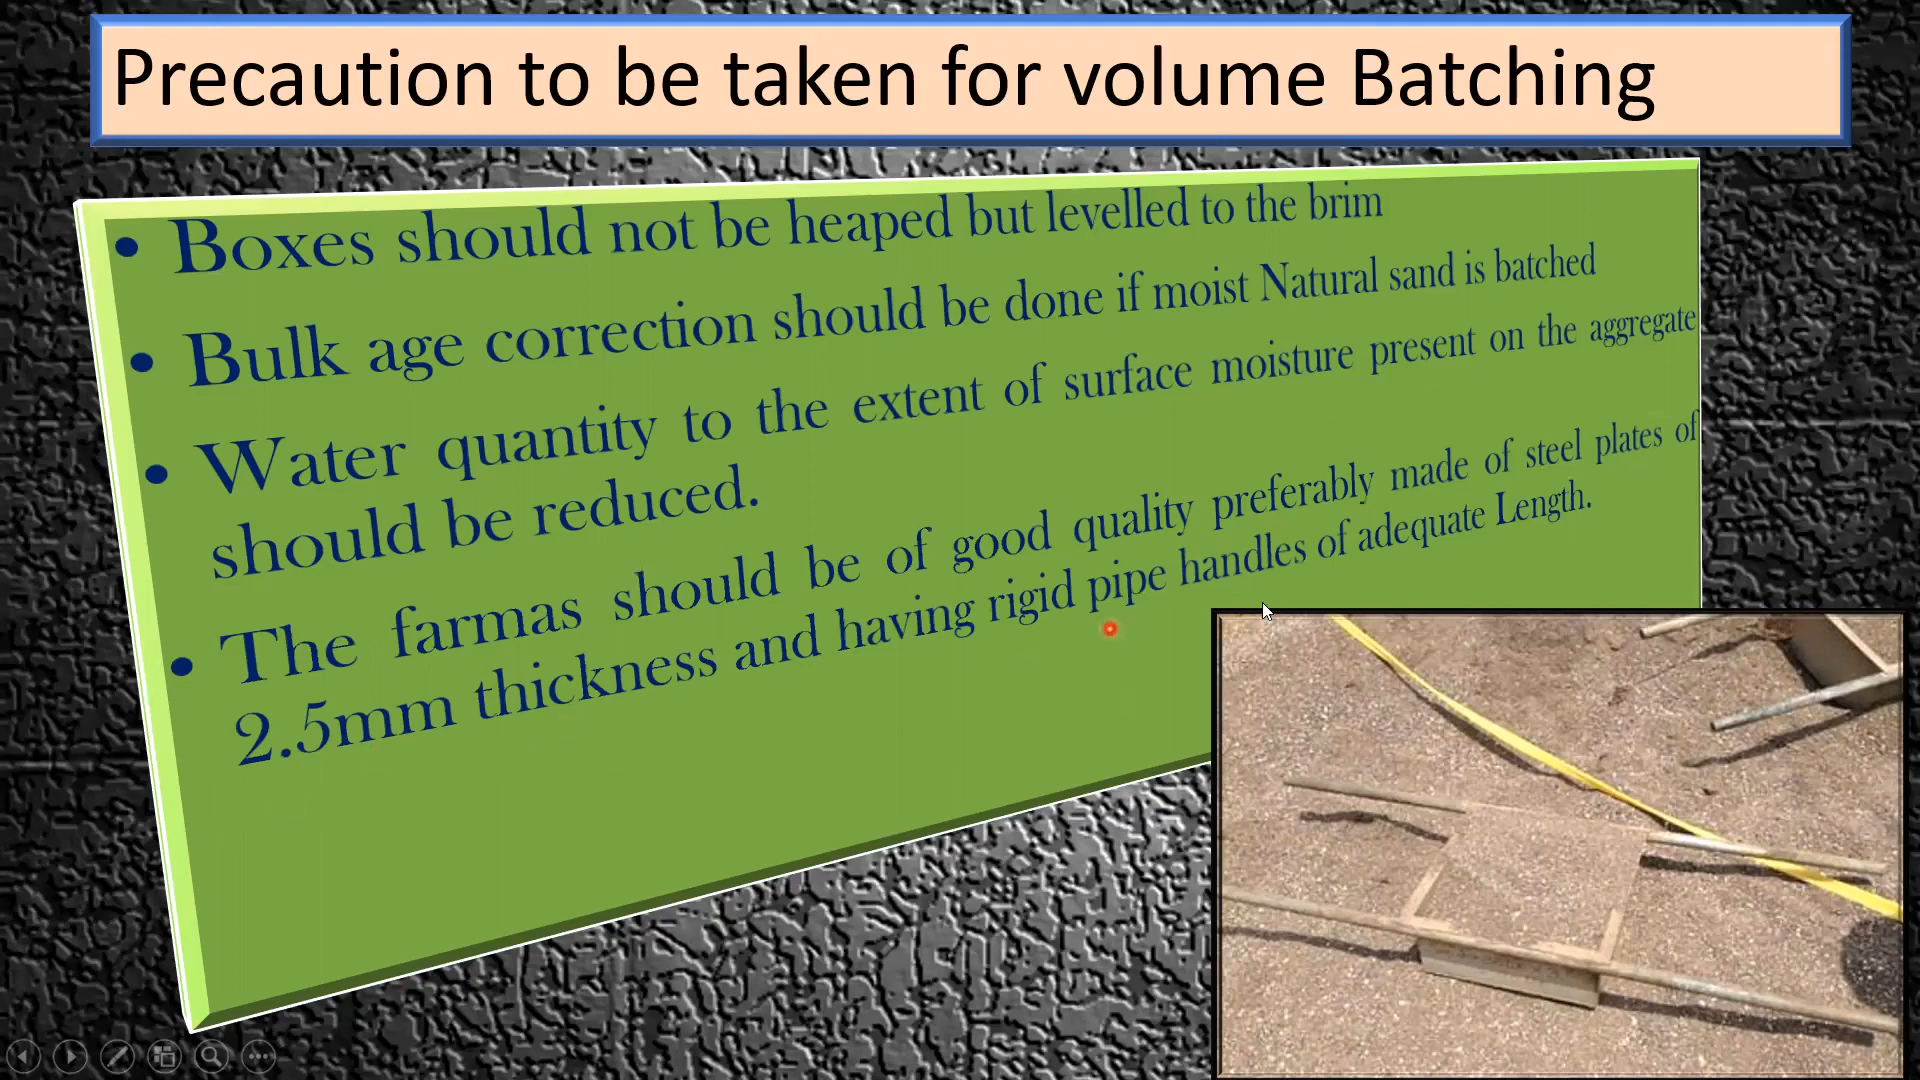 Precaution to be taken for volume Batching
• Boxes should not be heaped but levelled to the brim
• Bulk age correction should be done if moist Natural sand is batched
• Water quantity to the extent of surface moisture present on the aggregate
should be reduced.
• The farmas should be of good quality preferably made of steel plates of
2.5mm thickness and having rigid pipe handles of adequate Length.